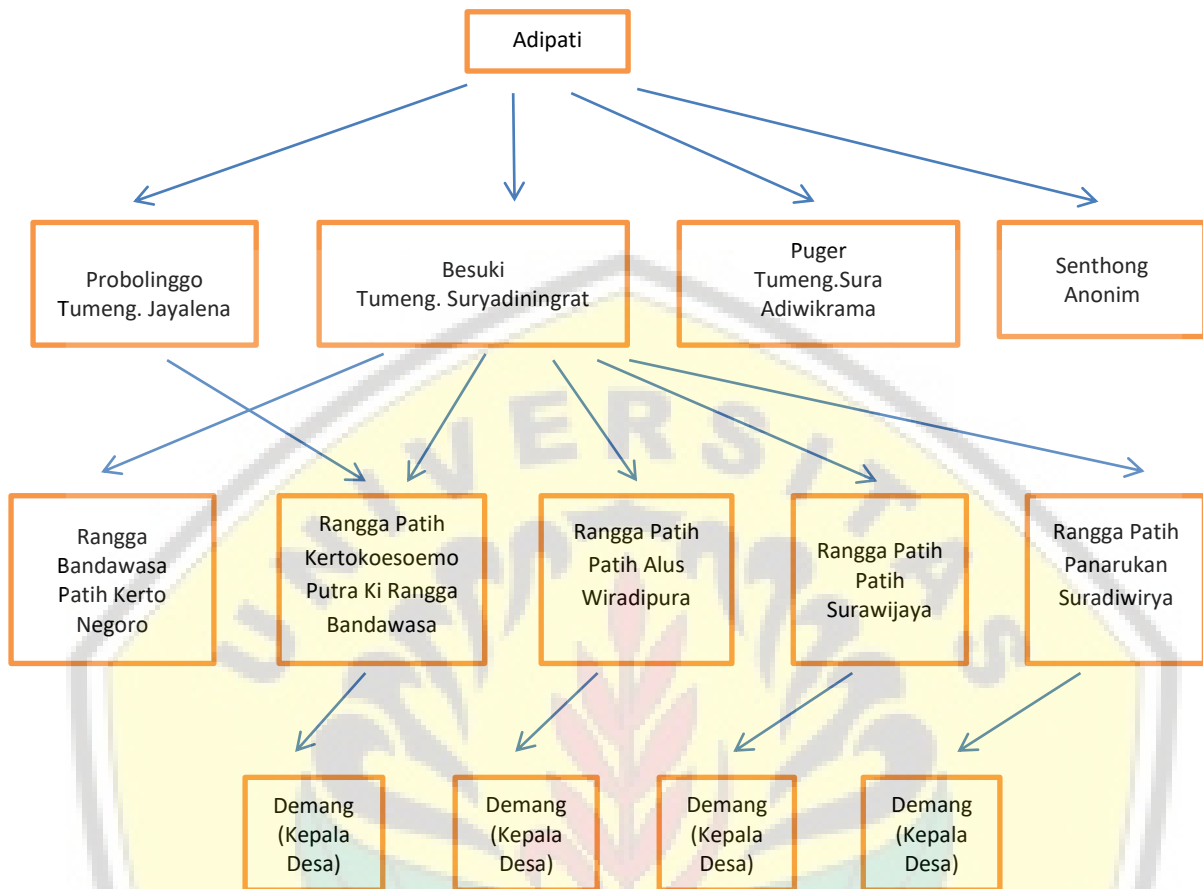 Adipati
Probolinggo
Tumeng. Jayalena
Besuki
Tumeng. Suryadiningrat
Puger
Tumeng.Sura
Adiwikrama
Senthong
Anonim
UNIVERSITAS
Rangga
Bandawasa
Patih Kerto
Negoro
Rangga Patih
Kertokoesoemo
Putra Ki Rangga
Bandawasa
Rangga Patih
Patih Alus
Wiradipura
Rangga Patih
Patih
Surawijaya
Rangga Patih
Panarukan
Suradiwirya
Demang
(Kepala
Desa)
Demang
(Kepala
Desa)
Demang
(Kepala
Desa)
Demang
(Kepala
Desa)